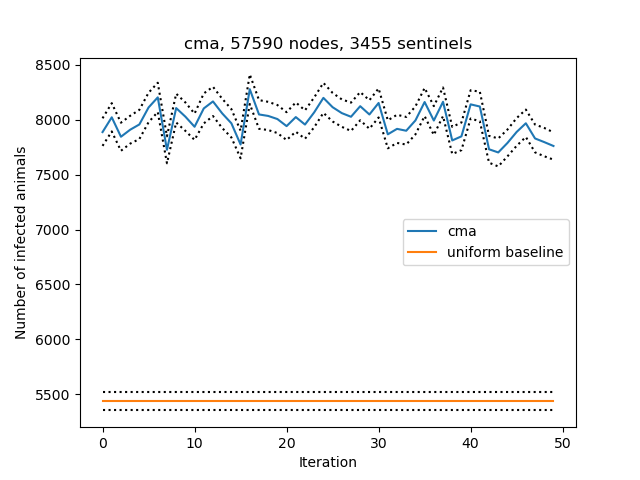 cma, 57590 nodes, 3455 sentinels
8500
8000
7500
7000
6500
6000
5500
Number of infected animals
cma
uniform baseline
0 10 20 30 40 50
Iteration